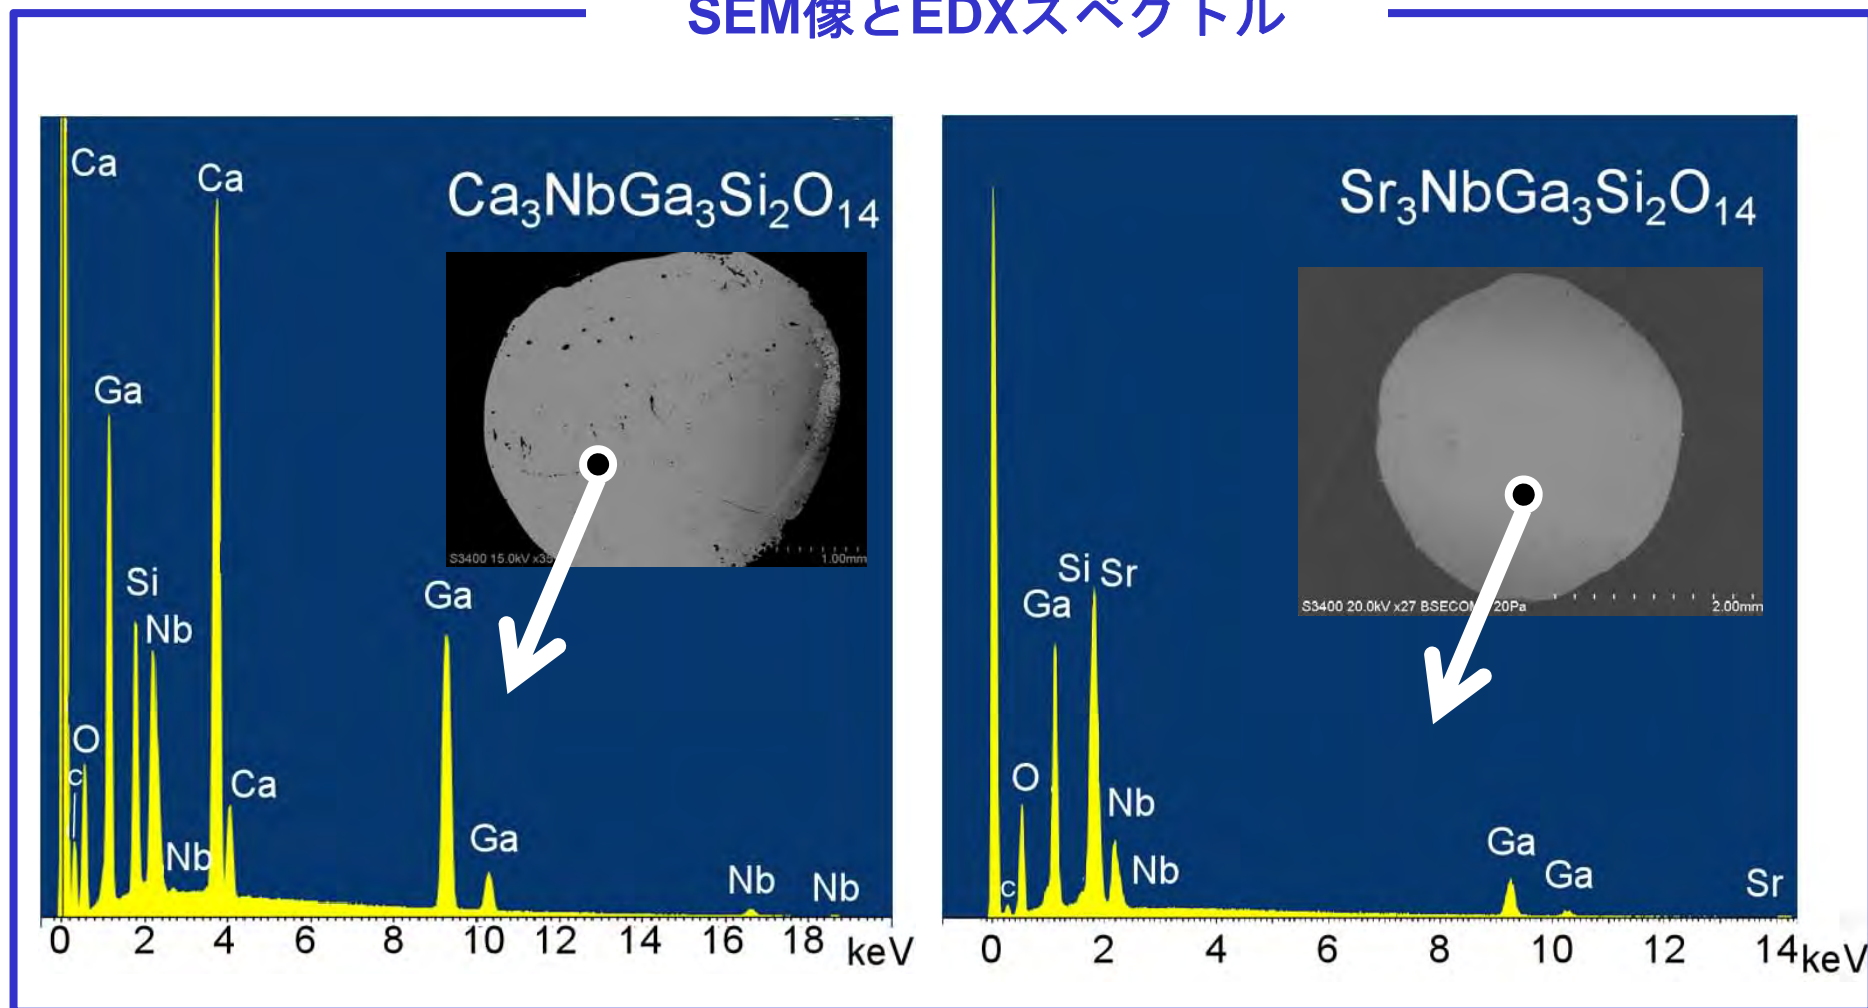 SEM像とEDXスペクトル
Ca
Ca
Ca₃NbGa₃Si₂O₁₄
Ga
Si
Nb
O
c
Nb
Ca
Ga
Ga
Nb
Nb
S3400 15.0kV x35
1.00mm
0 2 4 6 8 10 12 14 16 18 keV
Sr₃NbGa₃Si₂O₁₄
Si Sr
Ga
O
c
Nb
Nb
Ga
Ga
Sr
S3400 20.0kV x27 BSECOM 20Pa
2.00mm
0 2 4 6 8 10 12 14 keV